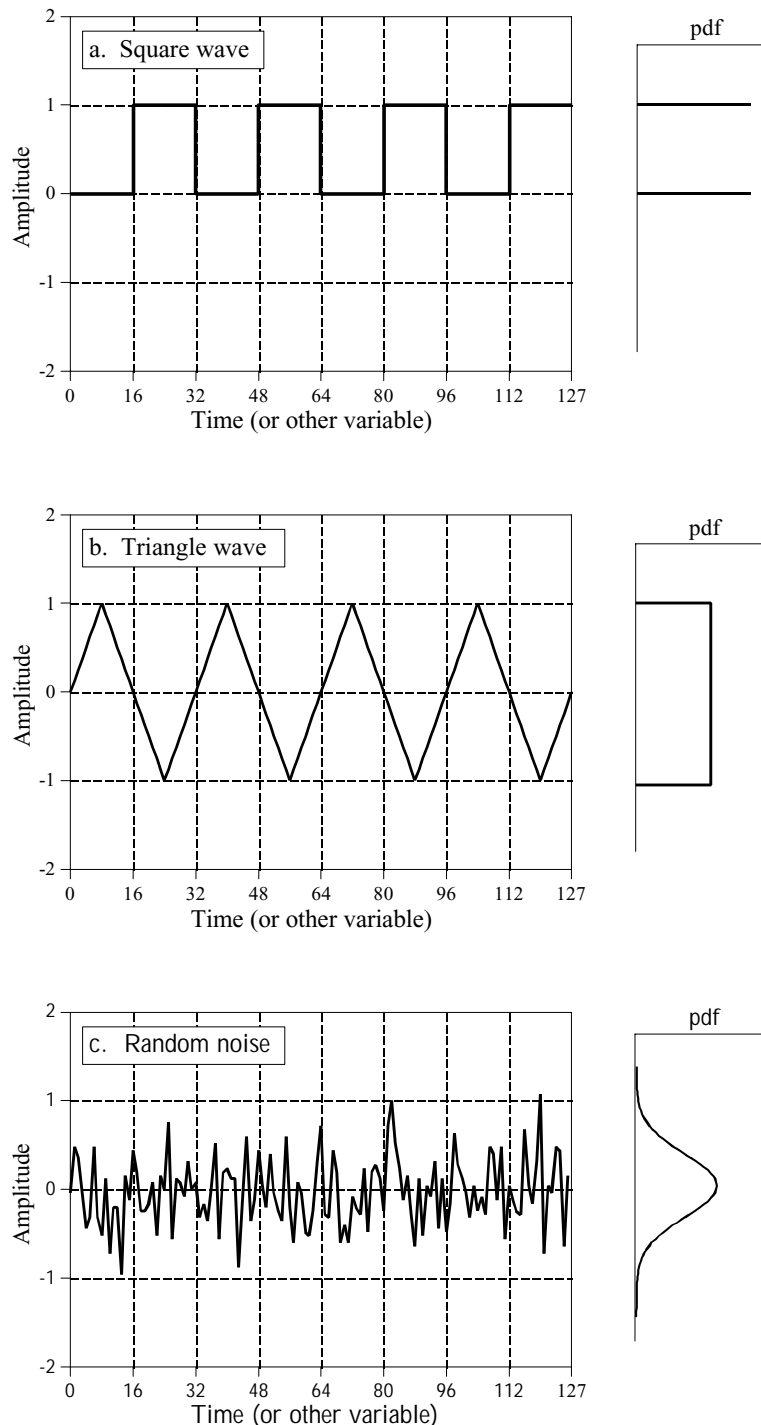 2
a. Square wave
pdf
1
Amplitude
0
-1
-2
0 16 32 48 64 80 96 112 127
Time (or other variable)
2
b. Triangle wave
pdf
1
Amplitude
0
-1
-2
0 16 32 48 64 80 96 112 127
Time (or other variable)
2
c. Random noise
pdf
1
Amplitude
0
-1
-2
0 16 32 48 64 80 96 112 127
Time (or other variable)